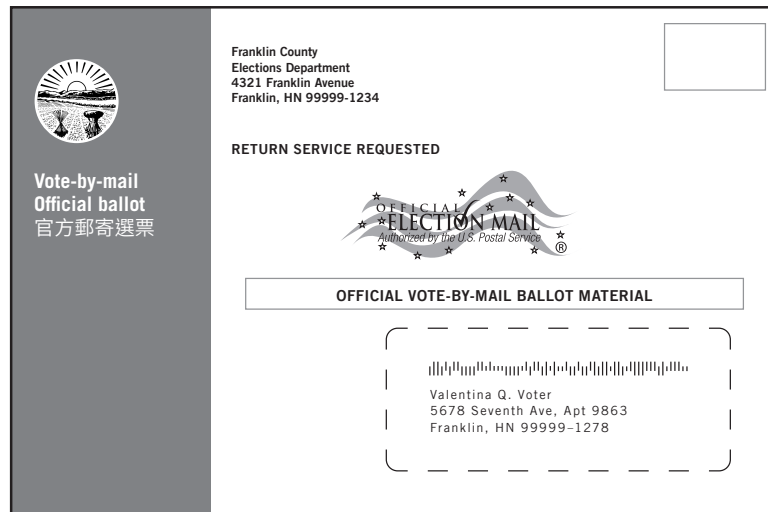 Vote-by-mail
Official ballot
官方郵寄選票
Franklin County
Elections Department
4321 Franklin Avenue
Franklin, HN 99999-1234
RETURN SERVICE REQUESTED
OFFICIAL
ELECTION MAIL
Authorized by the U.S. Postal Service
®
OFFICIAL VOTE-BY-MAIL BALLOT MATERIAL
Valentina Q. Voter
5678 Seventh Ave, Apt 9863
Franklin, HN 99999–1278